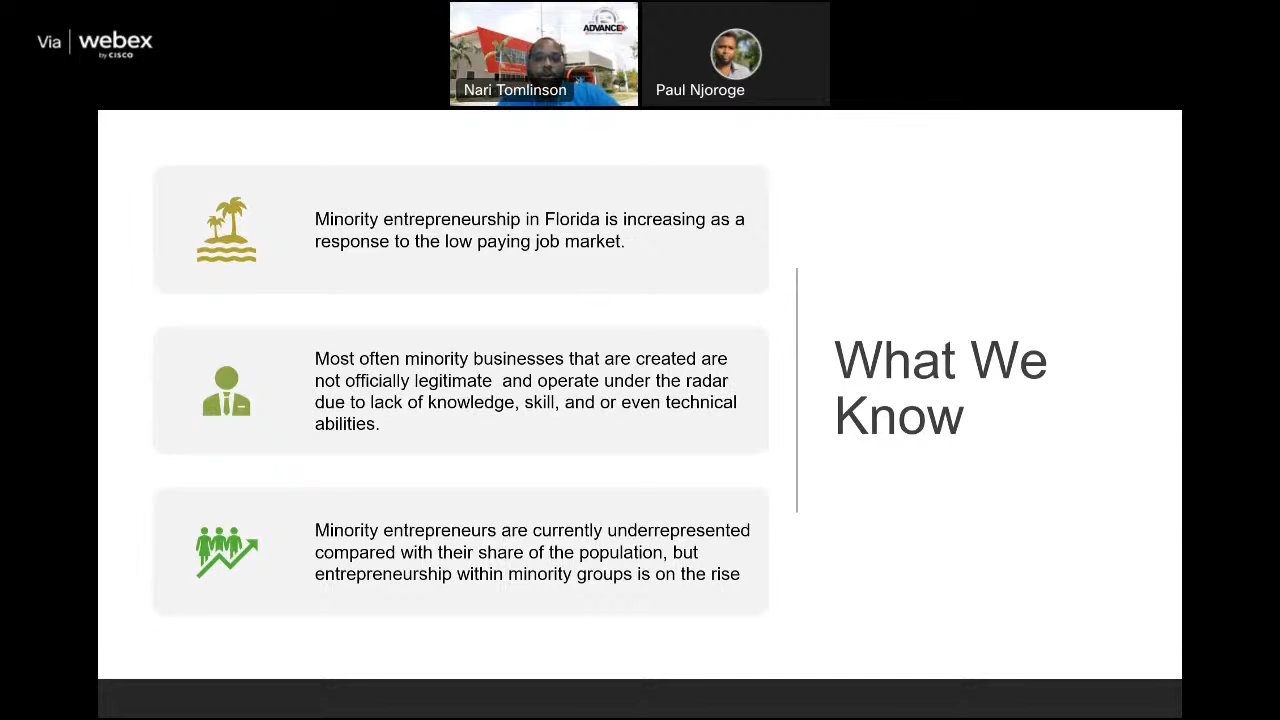 Via webex
by CISCO
ADVANCE
Nari Tomlinson
Paul Njoroge
Minority entrepreneurship in Florida is increasing as a
response to the low paying job market.
Most often minority businesses that are created are
not officially legitimate and operate under the radar
due to lack of knowledge, skill, and or even technical
abilities.
Minority entrepreneurs are currently underrepresented
compared with their share of the population, but
entrepreneurship within minority groups is on the rise
What We
Know